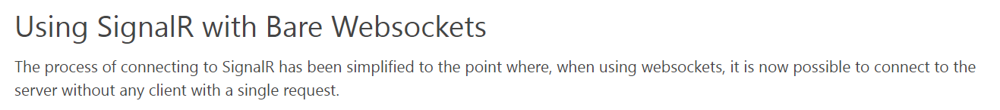 Using SignalR with Bare Websockets
The process of connecting to SignalR has been simplified to the point where, when using websockets, it is now possible to connect to the
server without any client with a single request.